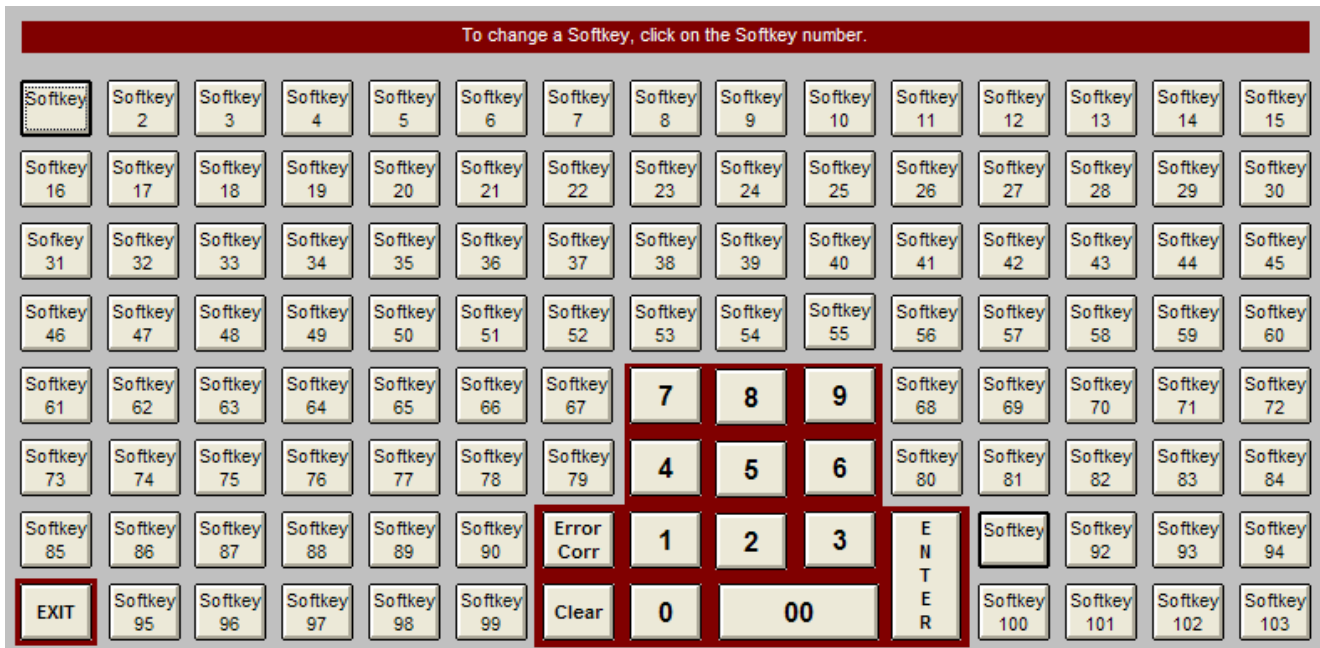 To change a Softkey, click on the Softkey number.
Softkey Softkey Softkey Softkey Softkey Softkey Softkey Softkey Softkey Softkey Softkey Softkey Softkey Softkey Softkey
2 3 4 5 6 7 8 9 10 11 12 13 14 15
Softkey Softkey Softkey Softkey Softkey Softkey Softkey Softkey Softkey Softkey Softkey Softkey Softkey Softkey Softkey
16 17 18 19 20 21 22 23 24 25 26 27 28 29 30
Sofkey Softkey Softkey Softkey Softkey Softkey Softkey Softkey Softkey Softkey Softkey Softkey Softkey Softkey Softkey
31 32 33 34 35 36 37 38 39 40 41 42 43 44 45
Softkey Softkey Softkey Softkey Softkey Softkey Softkey Softkey Softkey Softkey Softkey Softkey Softkey Softkey Softkey
46 47 48 49 50 51 52 53 54 55 56 57 58 59 60
Softkey Softkey Softkey Softkey Softkey Softkey Softkey 7 8 9 Softkey Softkey Softkey Softkey Softkey
61 62 63 64 65 66 67 68 69 70 71 72
Softkey Softkey Softkey Softkey Softkey Softkey Softkey 4 5 6 Softkey Softkey Softkey Softkey Softkey
73 74 75 76 77 78 79 80 81 82 83 84
Softkey Softkey Softkey Softkey Softkey Softkey Error 1 2 3 ENTER Softkey Softkey Softkey Softkey
85 86 87 88 89 90 Corr 92 93 94
EXIT Softkey Softkey Softkey Softkey Softkey Clear 0 00 Softkey Softkey Softkey Softkey
95 96 97 98 99 100 101 102 103